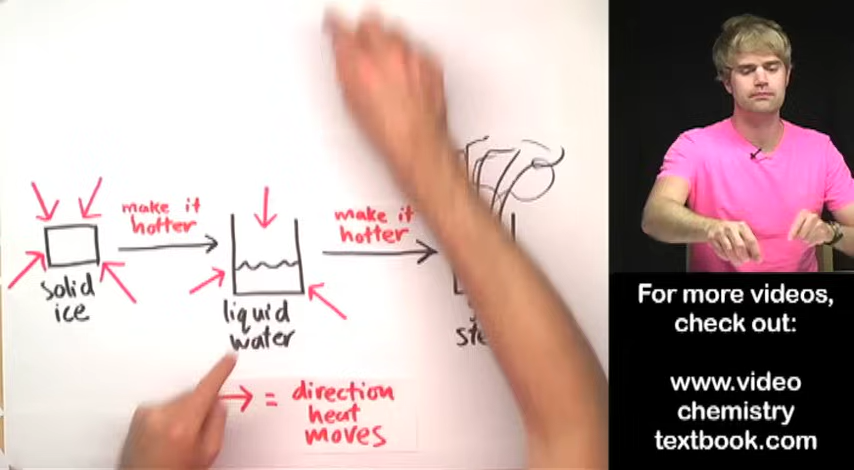 make it
hotter
make it
hotter
solid
ice
liquid
water
= direction
heat
moves
For more videos,
check out:
www.video
chemistry
textbook.com